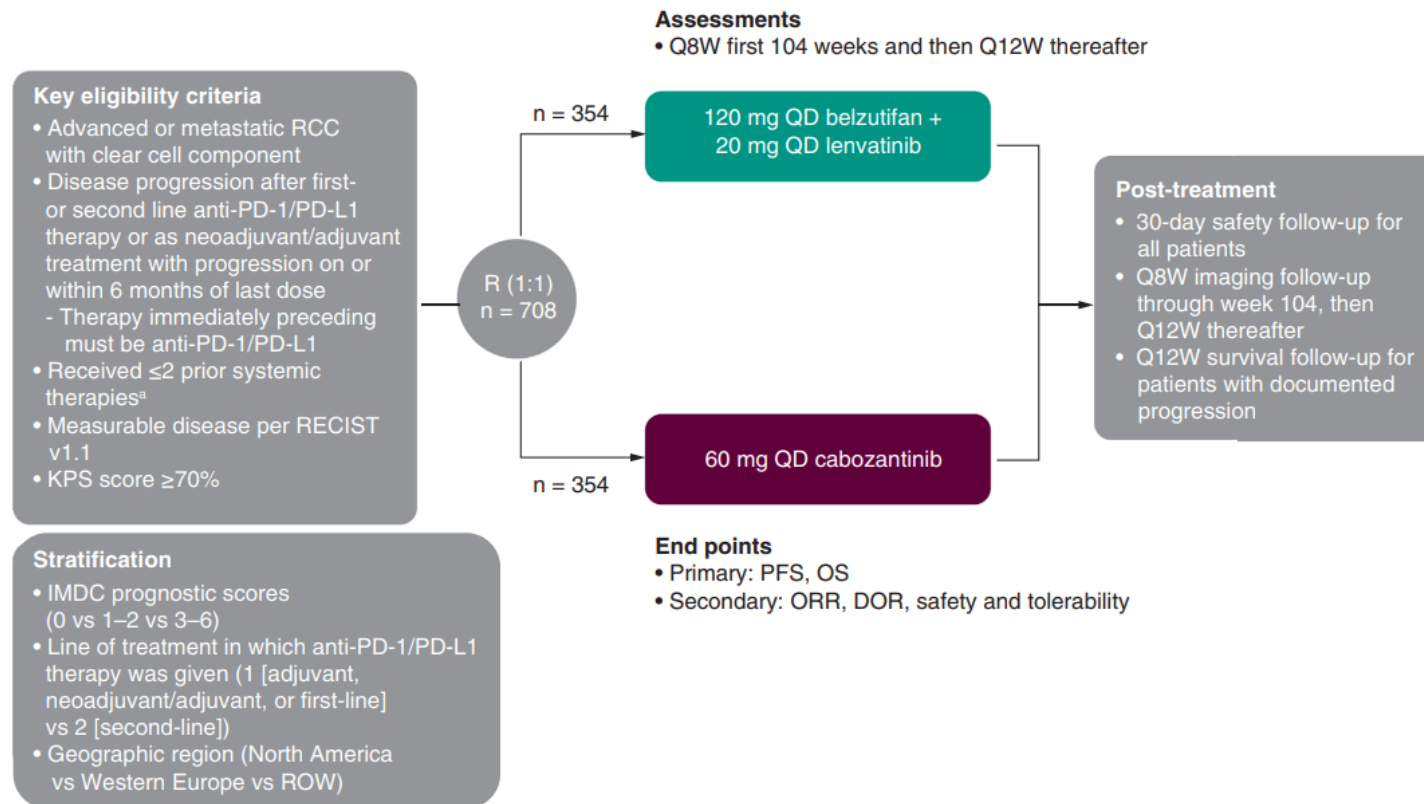 Assessments
• Q8W first 104 weeks and then Q12W thereafter
Key eligibility criteria
• Advanced or metastatic RCC
with clear cell component
• Disease progression after first-
or second line anti-PD-1/PD-L1
therapy or as neoadjuvant/adjuvant
treatment with progression on or
within 6 months of last dose
- Therapy immediately preceding
must be anti-PD-1/PD-L1
• Received ≤2 prior systemic
therapiesᵃ
• Measurable disease per RECIST
v1.1
• KPS score ≥70%
Stratification
• IMDC prognostic scores
(0 vs 1–2 vs 3–6)
• Line of treatment in which anti-PD-1/PD-L1
therapy was given (1 [adjuvant,
neoadjuvant/adjuvant, or first-line]
vs 2 [second-line])
• Geographic region (North America
vs Western Europe vs ROW)
R (1:1)
n = 708
n = 354
120 mg QD belzutifan +
20 mg QD lenvatinib
60 mg QD cabozantinib
n = 354
End points
• Primary: PFS, OS
• Secondary: ORR, DOR, safety and tolerability
Post-treatment
• 30-day safety follow-up for
all patients
• Q8W imaging follow-up
through week 104, then
Q12W thereafter
• Q12W survival follow-up for
patients with documented
progression